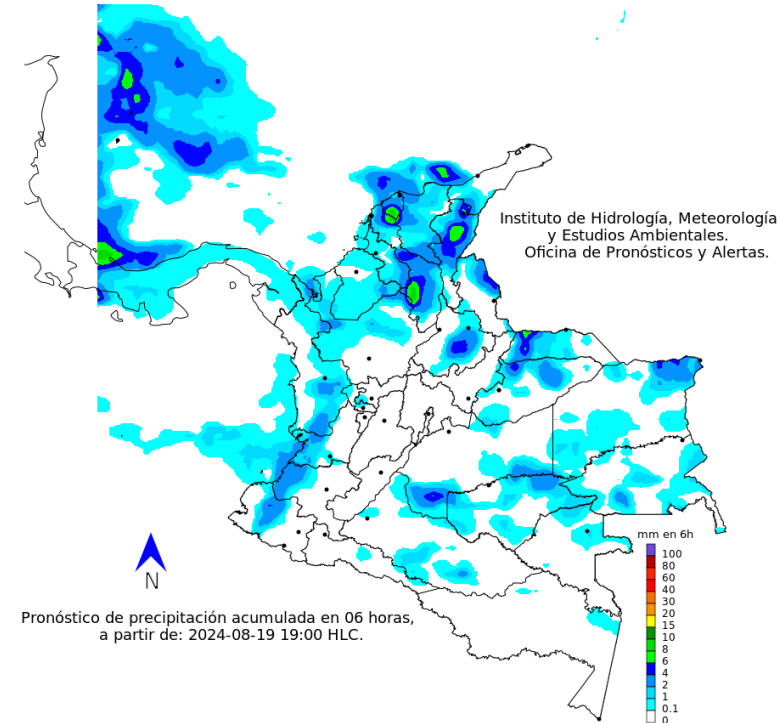 Instituto de Hidrología, Meteorología
y Estudios Ambientales.
Oficina de Pronósticos y Alertas.
mm en 6h
100
80
60
40
30
20
15
10
8
6
4
2
1
0.1
0
N
Pronóstico de precipitación acumulada en 06 horas,
a partir de: 2024-08-19 19:00 HLC.